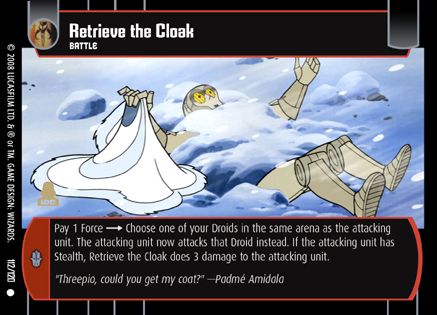 Retrieve the Cloak
BATTLE
© 2008 LUCASFILM LTD. & ® or TM. GAME DESIGN: WIZARDS.
112/120
IDC
Pay 1 Force → Choose one of your Droids in the same arena as the attacking
unit. The attacking unit now attacks that Droid instead. If the attacking unit has
Stealth, Retrieve the Cloak does 3 damage to the attacking unit.
"Threepio, could you get my coat?" —Padmé Amidala